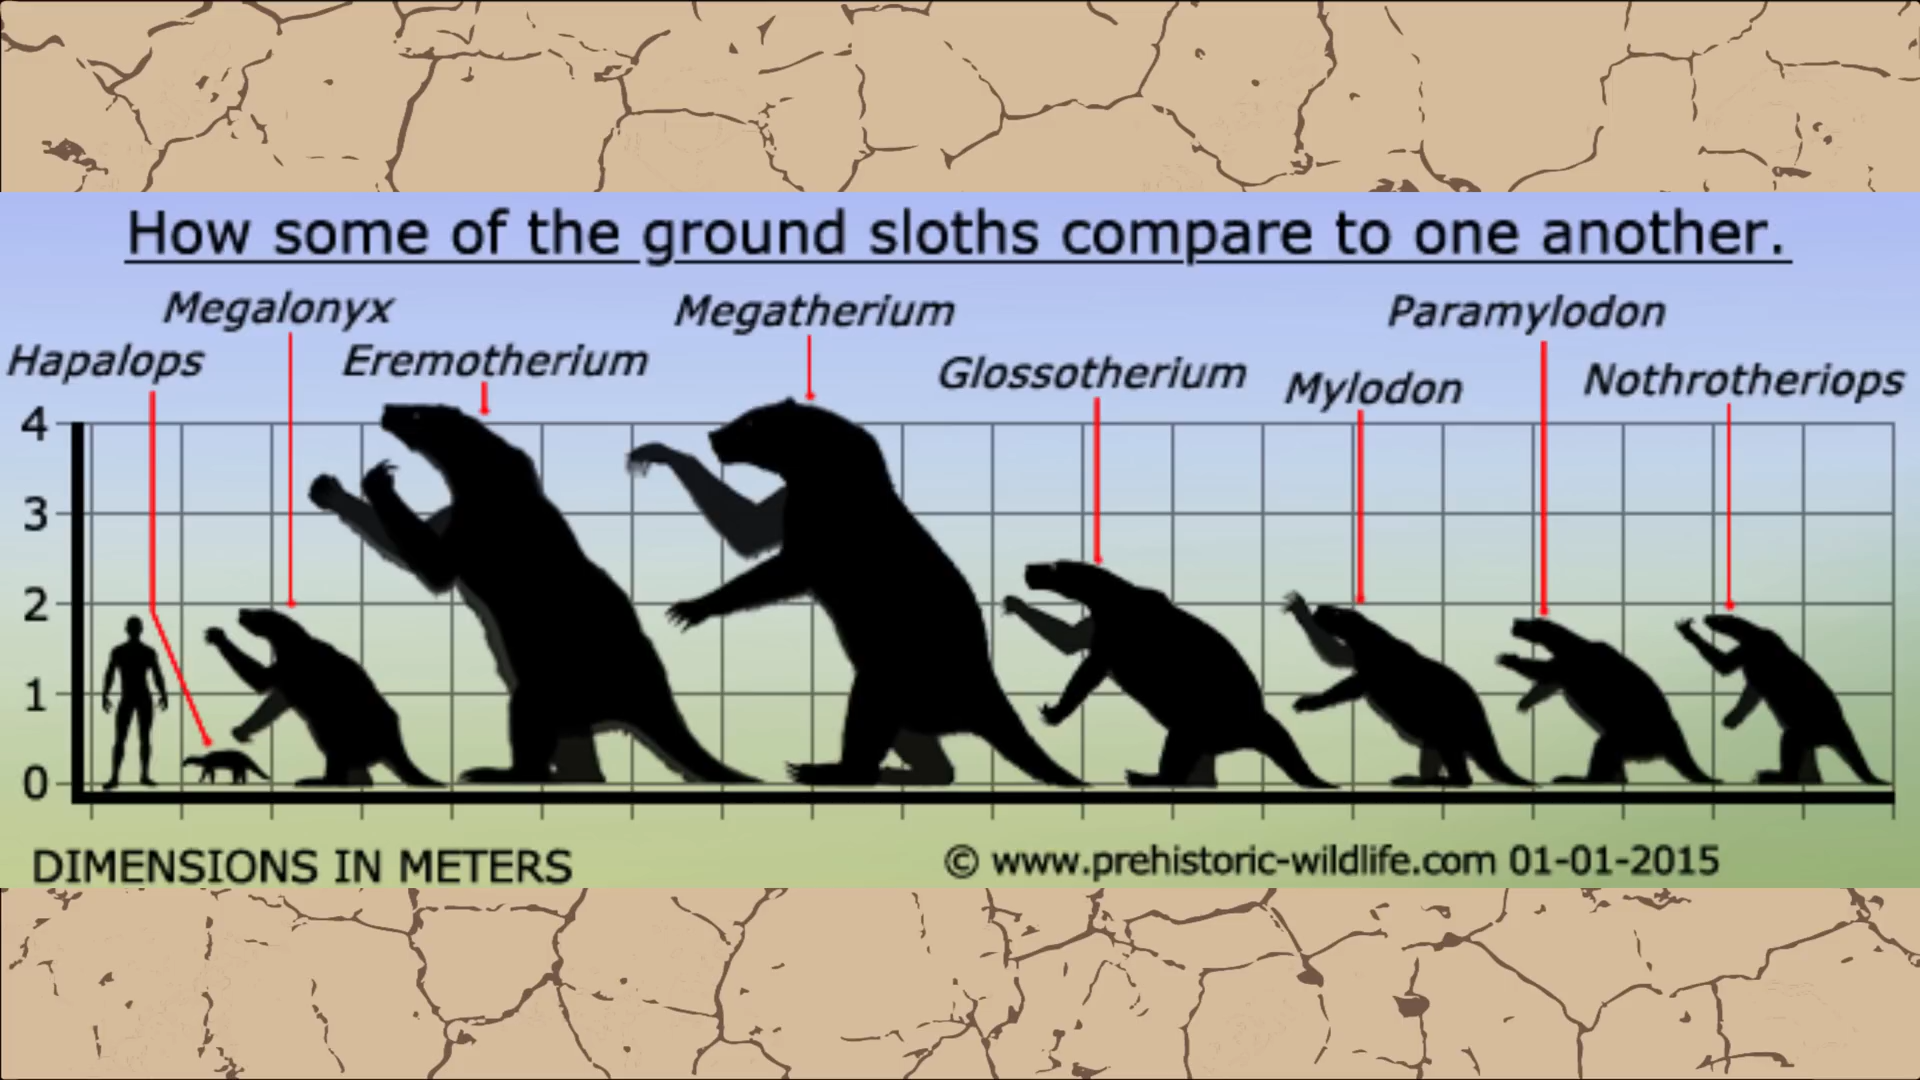 How some of the ground sloths compare to one another.
Megalonyx
Megatherium
Paramylodon
Hapalops
Eremotherium
Glossotherium
Mylodon
Nothrotheriops
4
3
2
1
0
DIMENSIONS IN METERS
© www.prehistoric-wildlife.com 01-01-2015